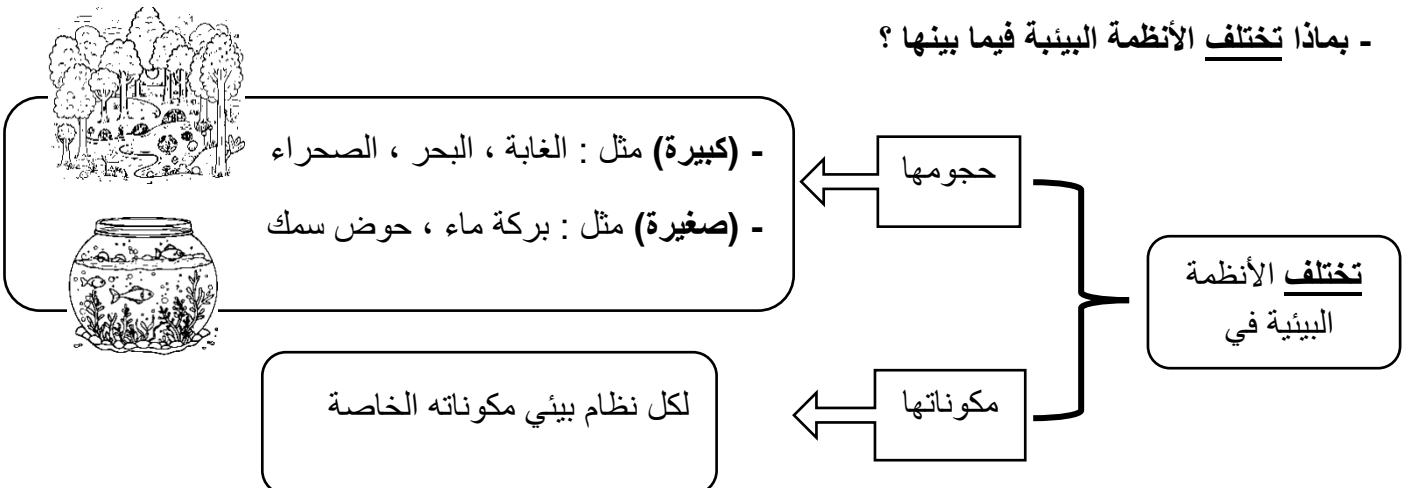 - بماذا تختلف الأنظمة البيئية فيما بينها ؟
تختلف الأنظمة
البيئية في
حجومها
- (كبيرة) مثل : الغابة ، البحر ، الصحراء
- (صغيرة) مثل : بركة ماء ، حوض سمك
مكوناتها
لكل نظام بيئي مكوناته الخاصة